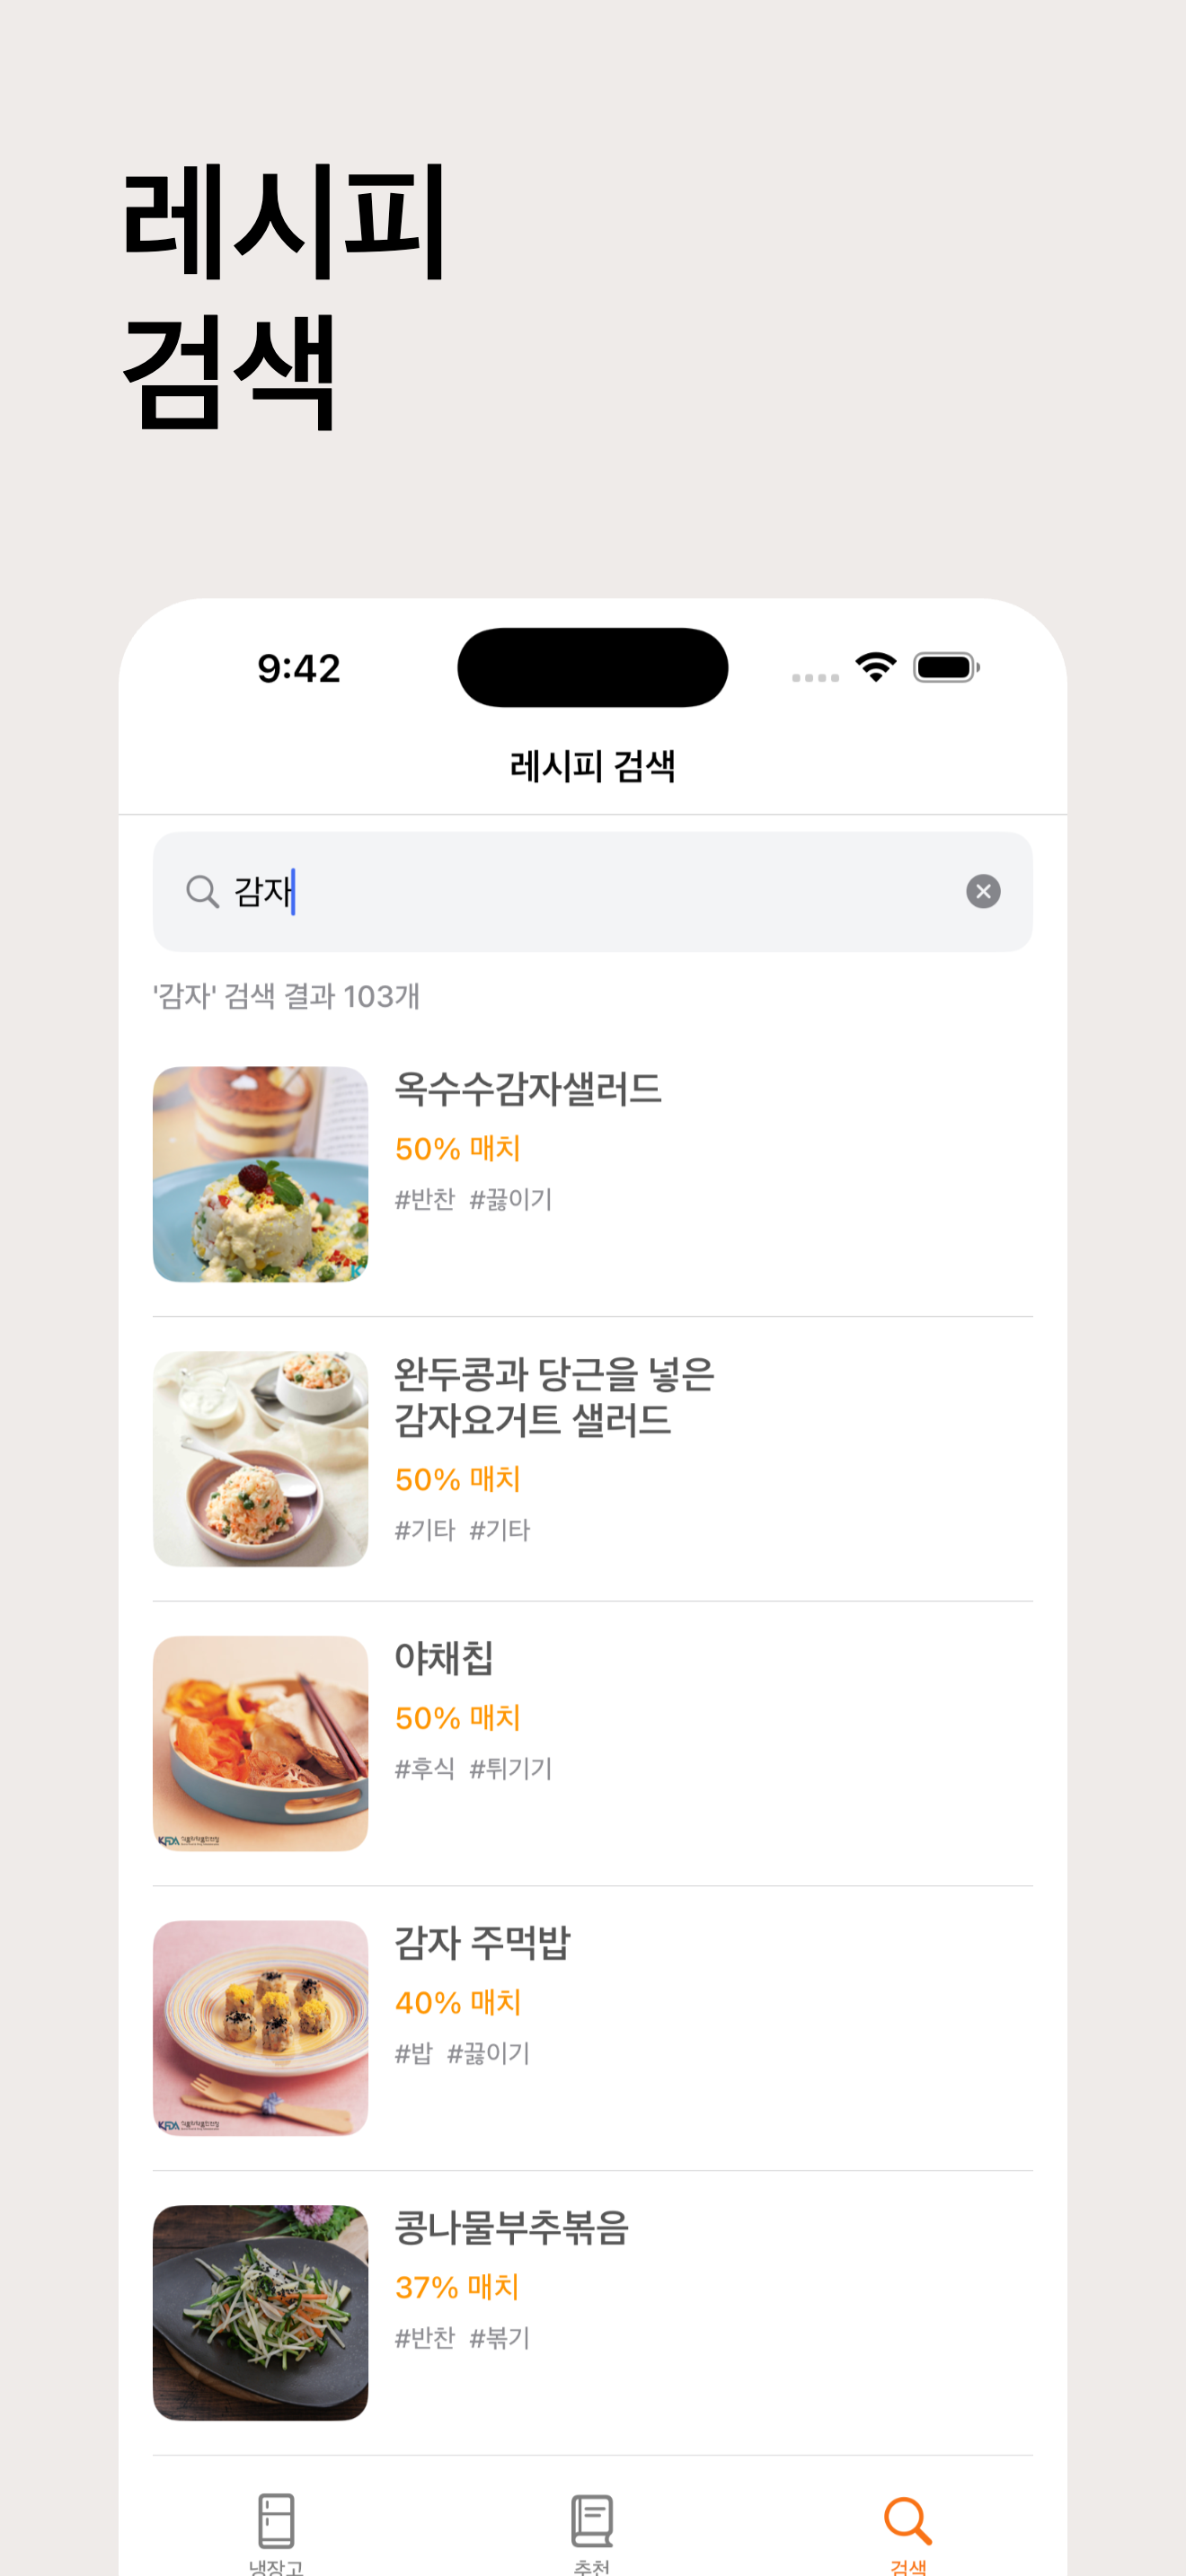 레시피
검색
9:42
레시피 검색
감자
'감자' 검색 결과 103개
옥수수감자샐러드
50% 매치
#반찬 #끓이기
완두콩과 당근을 넣은
감자요거트 샐러드
50% 매치
#기타 #기타
야채칩
50% 매치
#후식 #튀기기
KFDA
감자 주먹밥
40% 매치
#밥 #끓이기
KFDA
콩나물부추볶음
37% 매치
#반찬 #볶기
냉장고
추천
검색